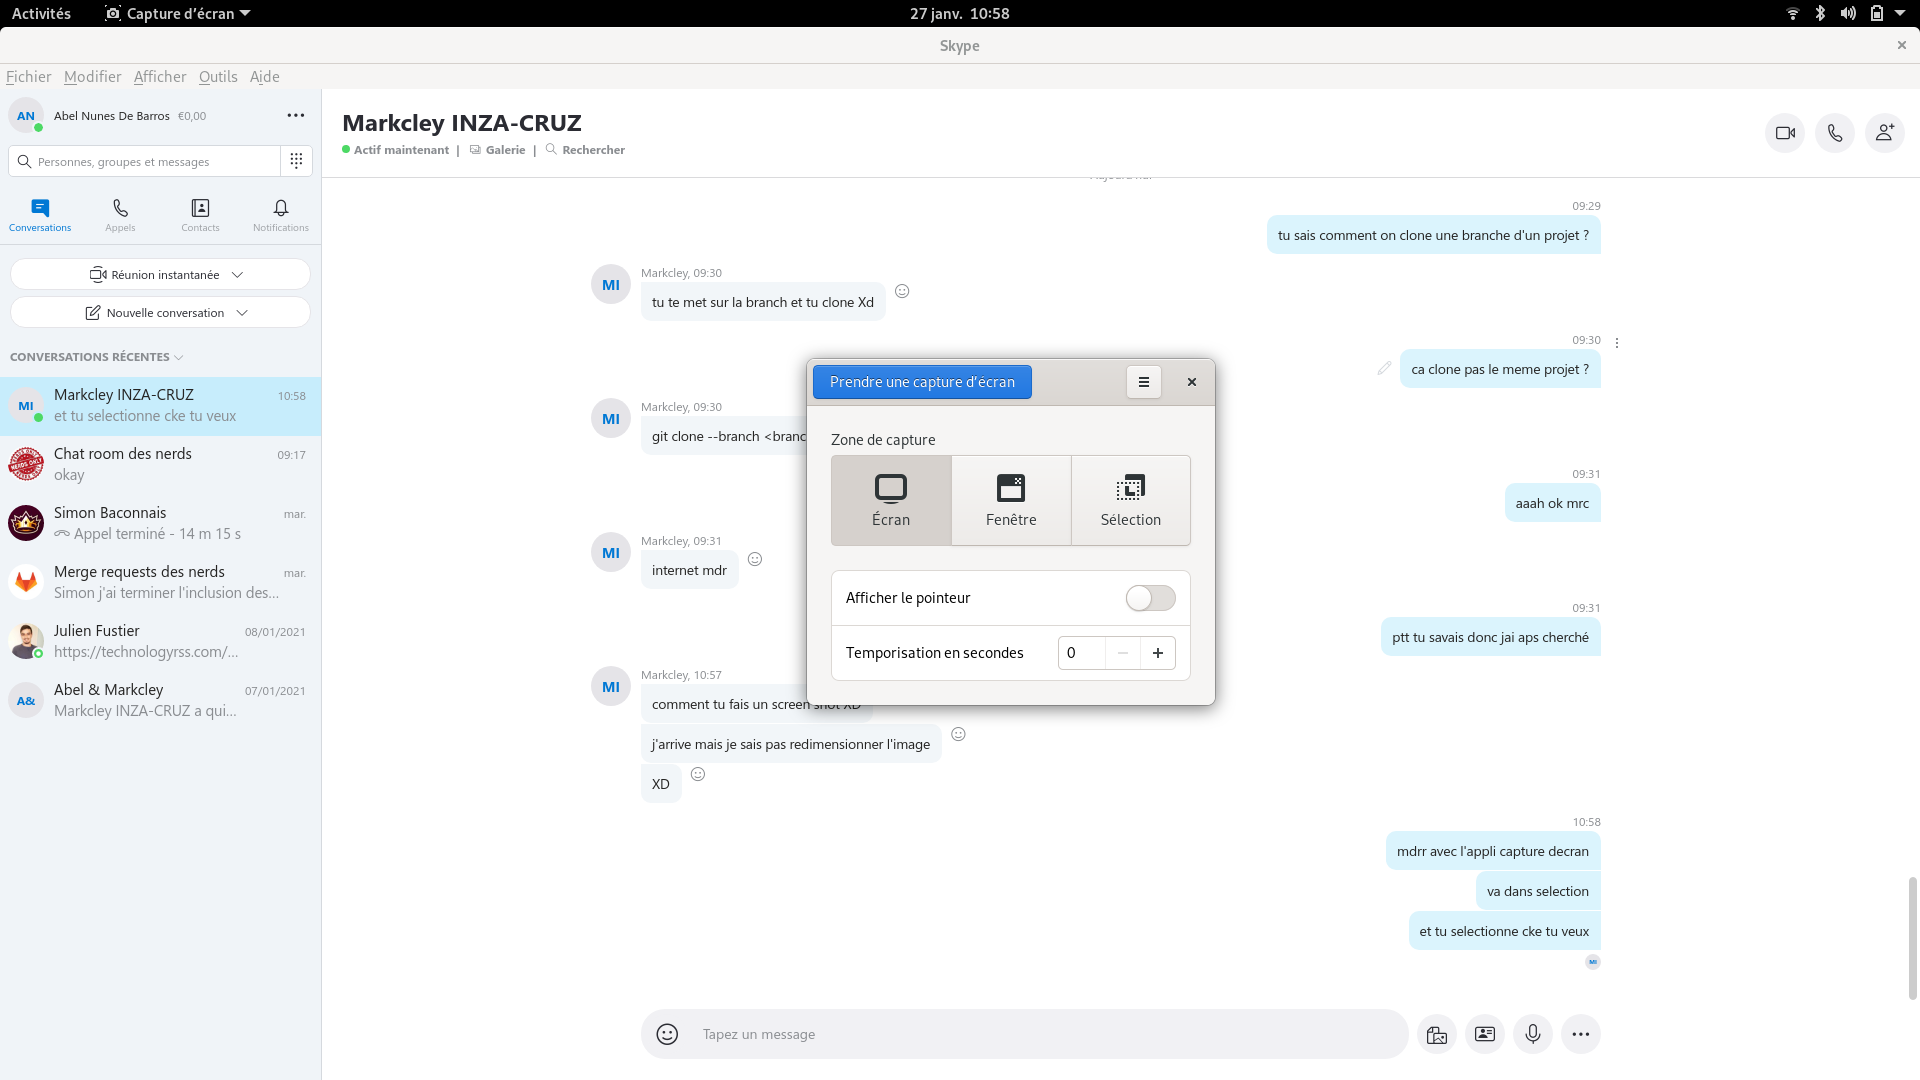 Activités
Capture d’écran
27 janv. 10:58
Skype
Fichier Modifier Afficher Outils Aide
AN
Abel Nunes De Barros €0,00
Personnes, groupes et messages
Conversations
Appels
Contacts
Notifications
Réunion instantanée
Nouvelle conversation
CONVERSATIONS RÉCENTES
MI
Markcley INZA-CRUZ 10:58
et tu selectionne cke tu veux
Chat room des nerds 09:17
okay
Simon Baconnais mar.
Appel terminé - 14 m 15 s
Merge requests des nerds mar.
Simon j'ai terminer l'inclusion des...
Julien Fustier 08/01/2021
https://technologyrss.com/...
A&
Abel & Markcley 07/01/2021
Markcley INZA-CRUZ a qui...
Markcley INZA-CRUZ
Actif maintenant | Galerie | Rechercher
09:29
tu sais comment on clone une branche d'un projet ?
Markcley, 09:30
MI
tu te met sur la branch et tu clone Xd
09:30
ca clone pas le meme projet ?
Markcley, 09:30
MI
git clone --branch <branc
09:31
aaah ok mrc
Markcley, 09:31
MI
internet mdr
09:31
ptt tu savais donc jai aps cherché
Markcley, 10:57
MI
comment tu fais un screen shot XD
j'arrive mais je sais pas redimensionner l'image
XD
10:58
mdrr avec l'appli capture decran
va dans selection
et tu selectionne cke tu veux
MI
Tapez un message
Prendre une capture d’écran
Zone de capture
Écran
Fenêtre
Sélection
Afficher le pointeur
Temporisation en secondes 0